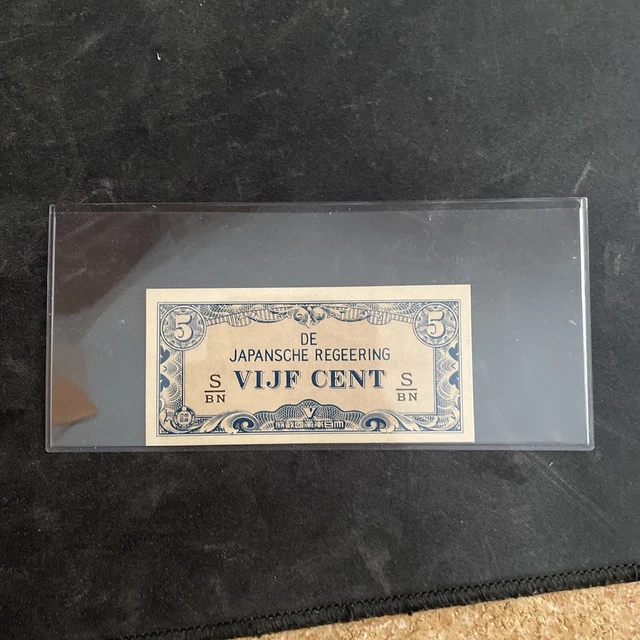 5 5
DE
JAPANSCHE REGEERING
VIJF CENT
S
BN
S
BN